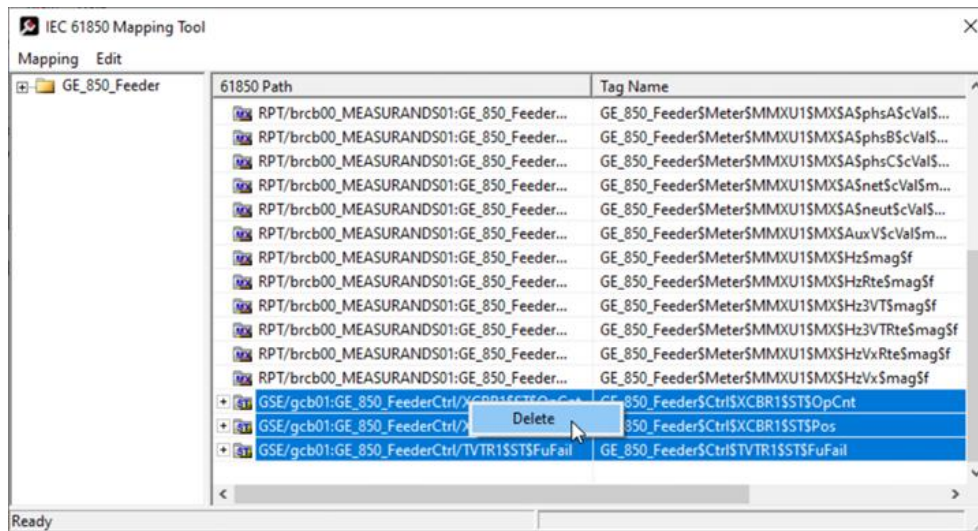 IEC 61850 Mapping Tool
Mapping Edit
GE_850_Feeder
61850 Path Tag Name
RPT/brcb00_MEASURANDS01:GE_850_Feeder... GE_850_Feeder$Meter$MMXU1$MX$A$phsA$cVal$...
RPT/brcb00_MEASURANDS01:GE_850_Feeder... GE_850_Feeder$Meter$MMXU1$MX$A$phsB$cVal$...
RPT/brcb00_MEASURANDS01:GE_850_Feeder... GE_850_Feeder$Meter$MMXU1$MX$A$phsC$cVal$...
RPT/brcb00_MEASURANDS01:GE_850_Feeder... GE_850_Feeder$Meter$MMXU1$MX$A$net$cVal$m...
RPT/brcb00_MEASURANDS01:GE_850_Feeder... GE_850_Feeder$Meter$MMXU1$MX$A$neut$cVal$...
RPT/brcb00_MEASURANDS01:GE_850_Feeder... GE_850_Feeder$Meter$MMXU1$MX$AuxV$cVal$m...
RPT/brcb00_MEASURANDS01:GE_850_Feeder... GE_850_Feeder$Meter$MMXU1$MX$Hz$mag$f
RPT/brcb00_MEASURANDS01:GE_850_Feeder... GE_850_Feeder$Meter$MMXU1$MX$HzRte$mag$f
RPT/brcb00_MEASURANDS01:GE_850_Feeder... GE_850_Feeder$Meter$MMXU1$MX$Hz3VT$mag$f
RPT/brcb00_MEASURANDS01:GE_850_Feeder... GE_850_Feeder$Meter$MMXU1$MX$Hz3VTRte$mag$f
RPT/brcb00_MEASURANDS01:GE_850_Feeder... GE_850_Feeder$Meter$MMXU1$MX$HzVxRte$mag$f
RPT/brcb00_MEASURANDS01:GE_850_Feeder... GE_850_Feeder$Meter$MMXU1$MX$HzVx$mag$f
GSE/gcb01:GE_850_FeederCtrl/XCBR1$ST$OpCnt GE_850_Feeder$Ctrl$XCBR1$ST$OpCnt
GSE/gcb01:GE_850_FeederCtrl/X Delete 850_Feeder$Ctrl$XCBR1$ST$Pos
GSE/gcb01:GE_850_FeederCtrl/TVTR1$ST$FuFail GE_850_Feeder$Ctrl$TVTR1$ST$FuFail
Ready